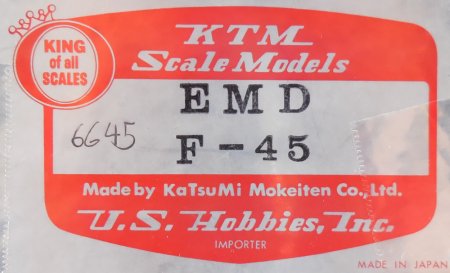 KING
of all
SCALES
KTM
Scale Models
EMD
6645
F-45
Made by KaTsuMi Mokeiten Co., Ltd.
U.S. Hobbies, Inc.
IMPORTER
MADE IN JAPAN